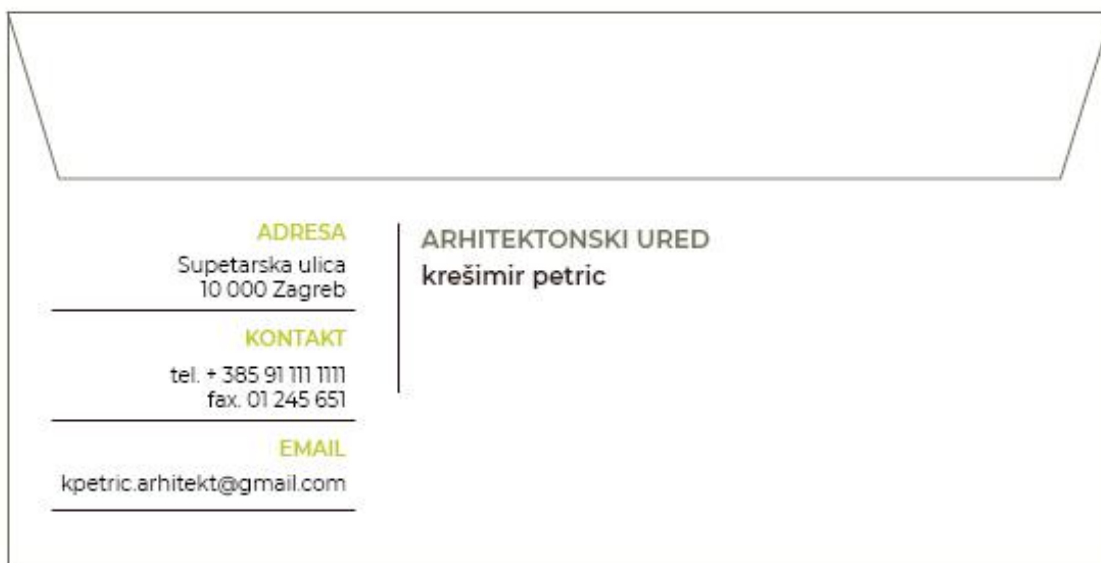 ADRESA
Supetarska ulica
10 000 Zagreb
KONTAKT
tel. + 385 91 111 1111
fax. 01 245 651
EMAIL
kpetric.arhitekt@gmail.com
ARHITEKTONSKI URED
krešimir petric